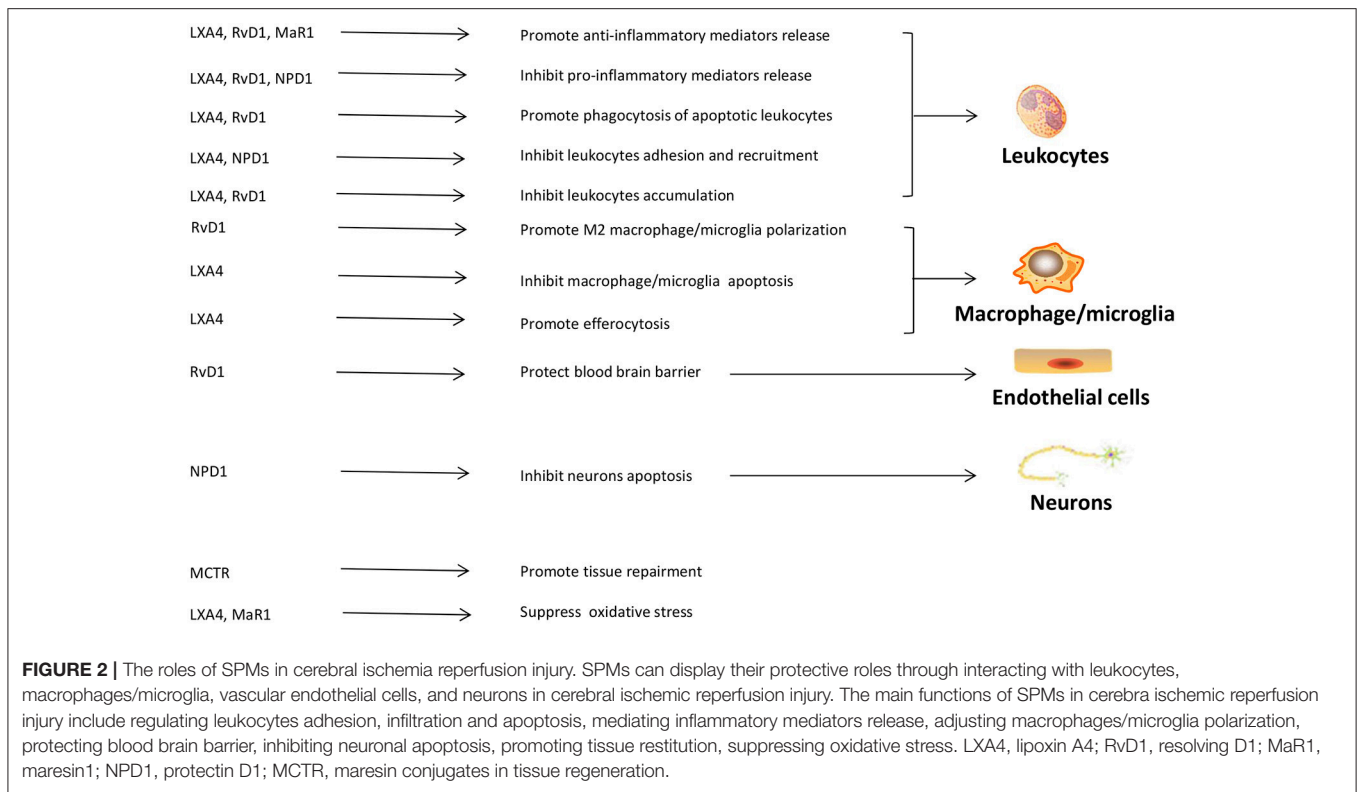 LXA4, RvD1, MaR1 Promote anti-inflammatory mediators release
LXA4, RvD1, NPD1 Inhibit pro-inflammatory mediators release
LXA4, RvD1 Promote phagocytosis of apoptotic leukocytes
Leukocytes
LXA4, NPD1 Inhibit leukocytes adhesion and recruitment
LXA4, RvD1 Inhibit leukocytes accumulation
RvD1 Promote M2 macrophage/microglia polarization
LXA4 Inhibit macrophage/microglia apoptosis
Macrophage/microglia
LXA4 Promote efferocytosis
RvD1 Protect blood brain barrier
Endothelial cells
NPD1 Inhibit neurons apoptosis
Neurons
MCTR Promote tissue repairment
LXA4, MaR1 Suppress oxidative stress
FIGURE 2 | The roles of SPMs in cerebral ischemia reperfusion injury. SPMs can display their protective roles through interacting with leukocytes,
macrophages/microglia, vascular endothelial cells, and neurons in cerebral ischemic reperfusion injury. The main functions of SPMs in cerebra ischemic reperfusion
injury include regulating leukocytes adhesion, infiltration and apoptosis, mediating inflammatory mediators release, adjusting macrophages/microglia polarization,
protecting blood brain barrier, inhibiting neuronal apoptosis, promoting tissue restitution, suppressing oxidative stress. LXA4, lipoxin A4; RvD1, resolving D1; MaR1,
maresin1; NPD1, protectin D1; MCTR, maresin conjugates in tissue regeneration.